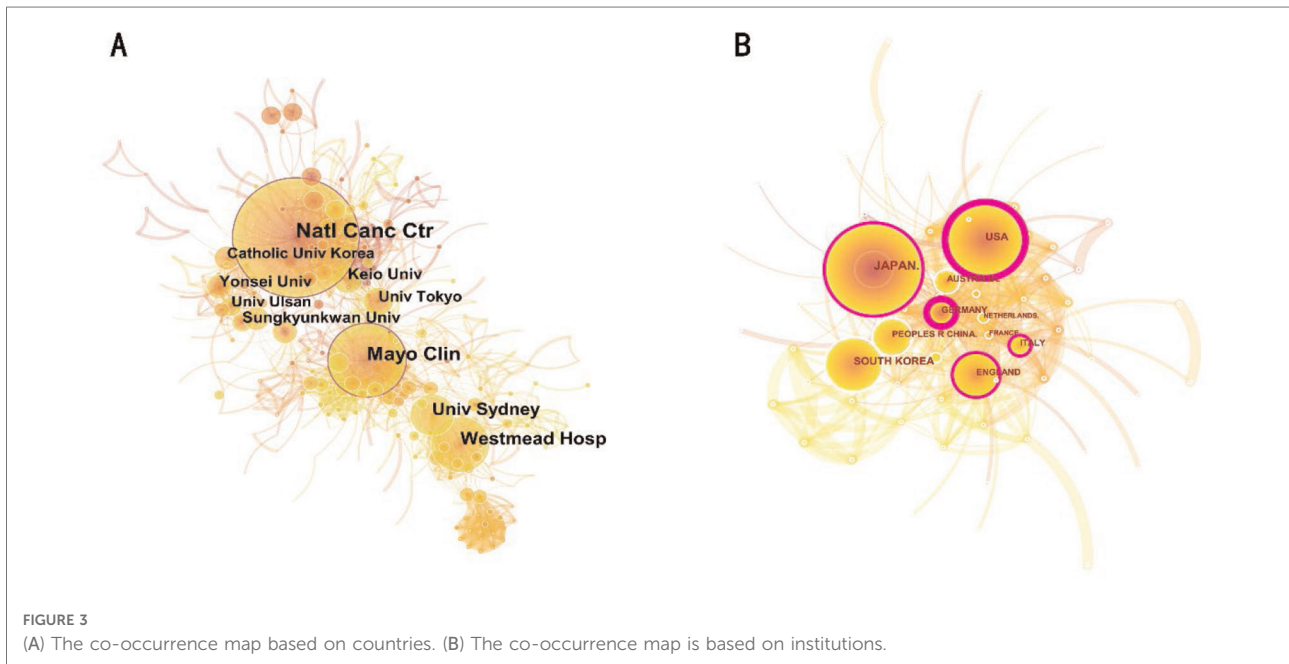 A
B
Natl Canc Ctr
Catholic Univ Korea
Keio Univ
Yonsei Univ
Univ Tokyo
Univ Ulsan
Sungkyunkwan Univ
Mayo Clin
Univ Sydney
Westmead Hosp
USA
JAPAN.
GERMANY
NETHERLANDS.
PEOPLES R CHINA.
FRANCE
ITALY
SOUTH KOREA
ENGLAND
FIGURE 3
(A) The co-occurrence map based on countries. (B) The co-occurrence map is based on institutions.